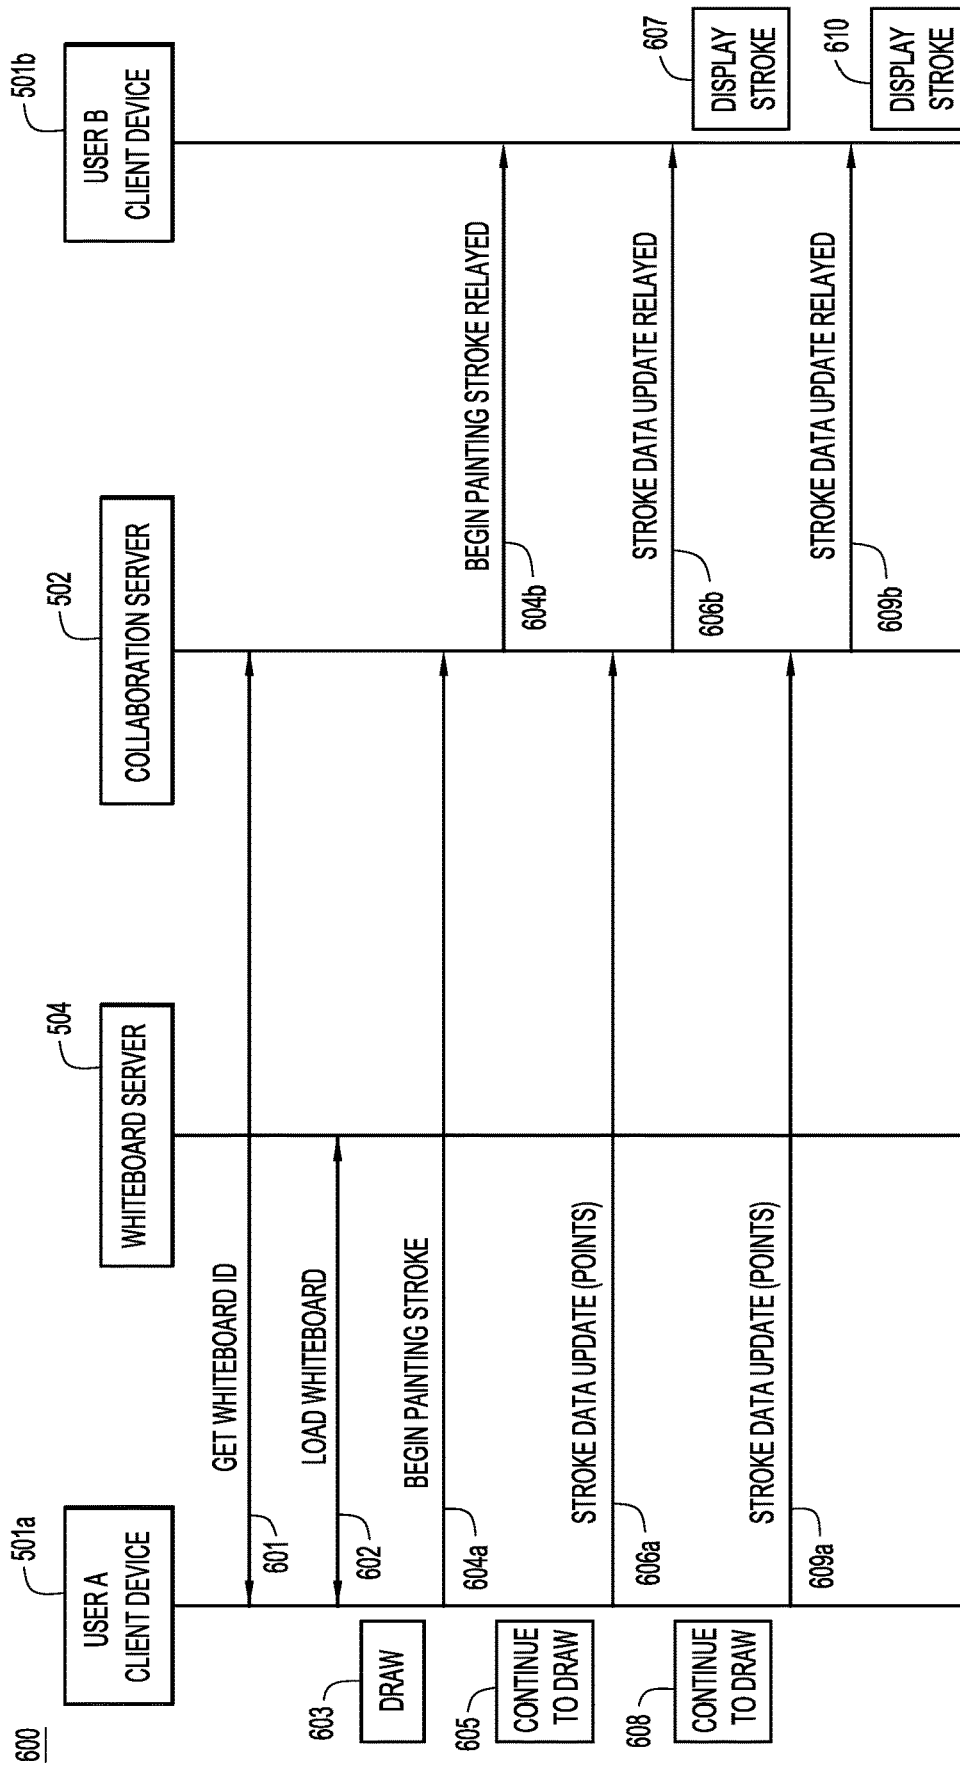 600
501a
USER A
CLIENT DEVICE
504
WHITEBOARD SERVER
502
COLLABORATION SERVER
501b
USER B
CLIENT DEVICE
GET WHITEBOARD ID
601
LOAD WHITEBOARD
602
603
DRAW
BEGIN PAINTING STROKE
604a
BEGIN PAINTING STROKE RELAYED
604b
605
CONTINUE
TO DRAW
STROKE DATA UPDATE (POINTS)
606a
STROKE DATA UPDATE RELAYED
606b
607
DISPLAY
STROKE
608
CONTINUE
TO DRAW
STROKE DATA UPDATE (POINTS)
609a
STROKE DATA UPDATE RELAYED
609b
610
DISPLAY
STROKE